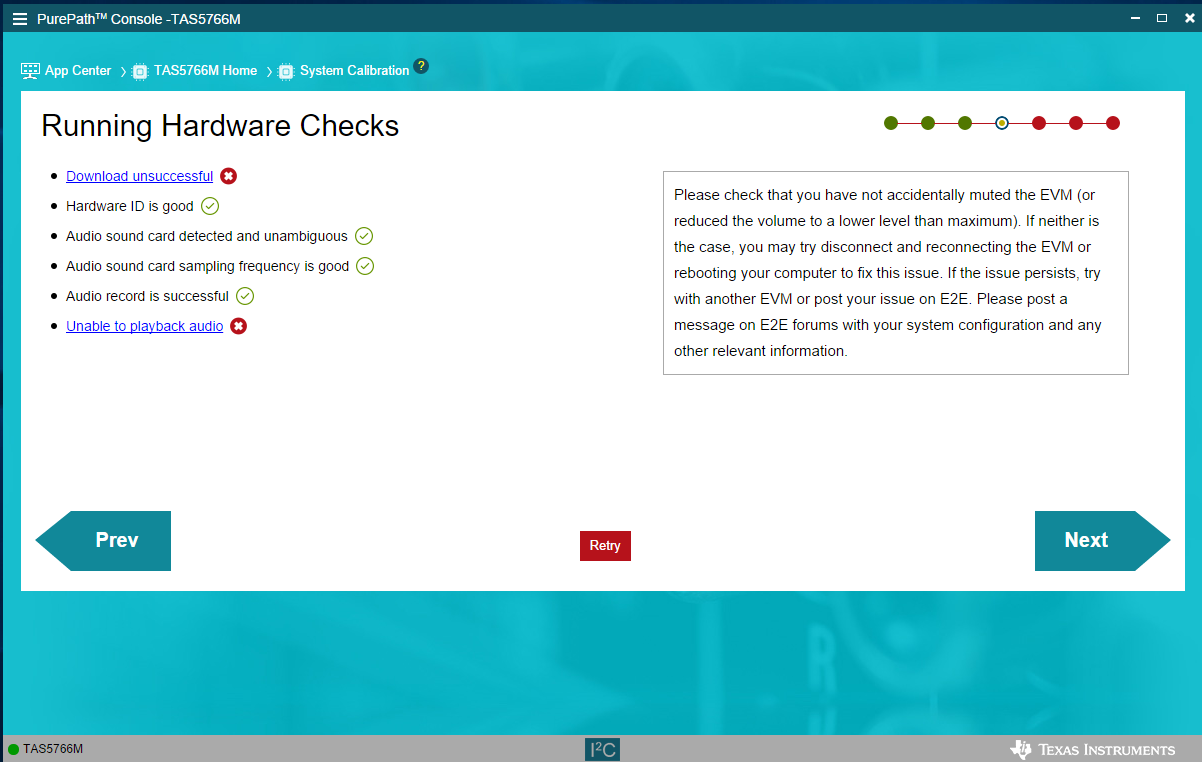 PurePath™ Console -TAS5766M
App Center
TAS5766M Home
System Calibration
?
Running Hardware Checks
Download unsuccessful
Hardware ID is good
Audio sound card detected and unambiguous
Audio sound card sampling frequency is good
Audio record is successful
Unable to playback audio
Please check that you have not accidentally muted the EVM (or
reduced the volume to a lower level than maximum). If neither is
the case, you may try disconnect and reconnecting the EVM or
rebooting your computer to fix this issue. If the issue persists, try
with another EVM or post your issue on E2E. Please post a
message on E2E forums with your system configuration and any
other relevant information.
Prev
Retry
Next
R
TAS5766M
I²C
TEXAS INSTRUMENTS